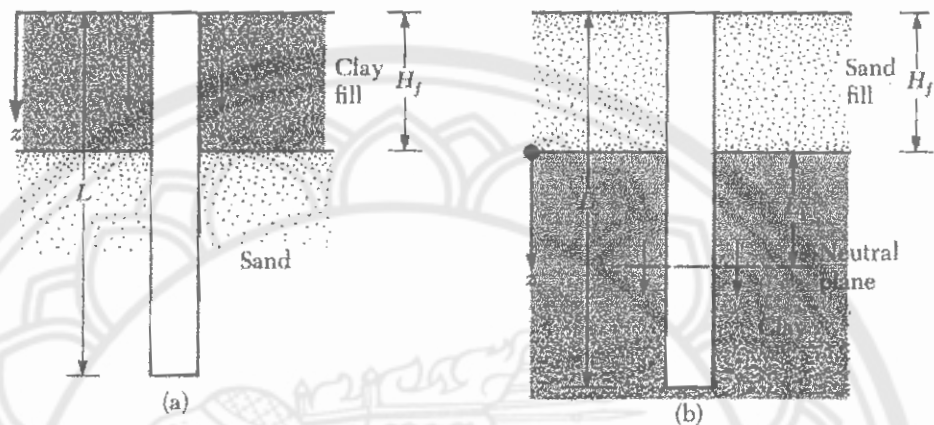 Clay
fill
H_f
z
L
Sand
(a)
Sand
fill
H_f
L
Neutral
plane
z
(b)